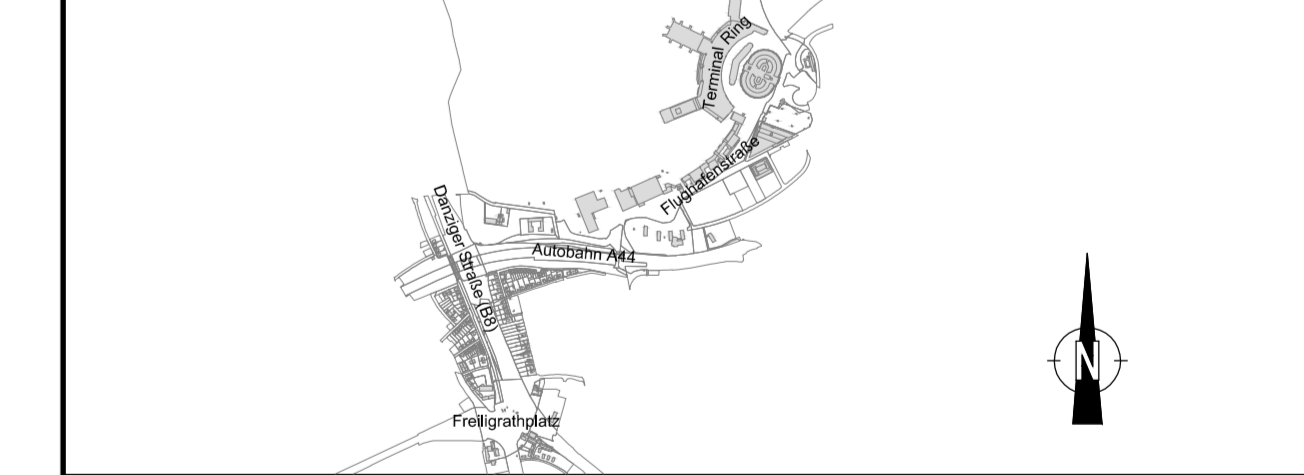 Terminal Ring
Flughafenstraße
Danziger Straße (B8)
Autobahn A44
N
Freiligrathplatz